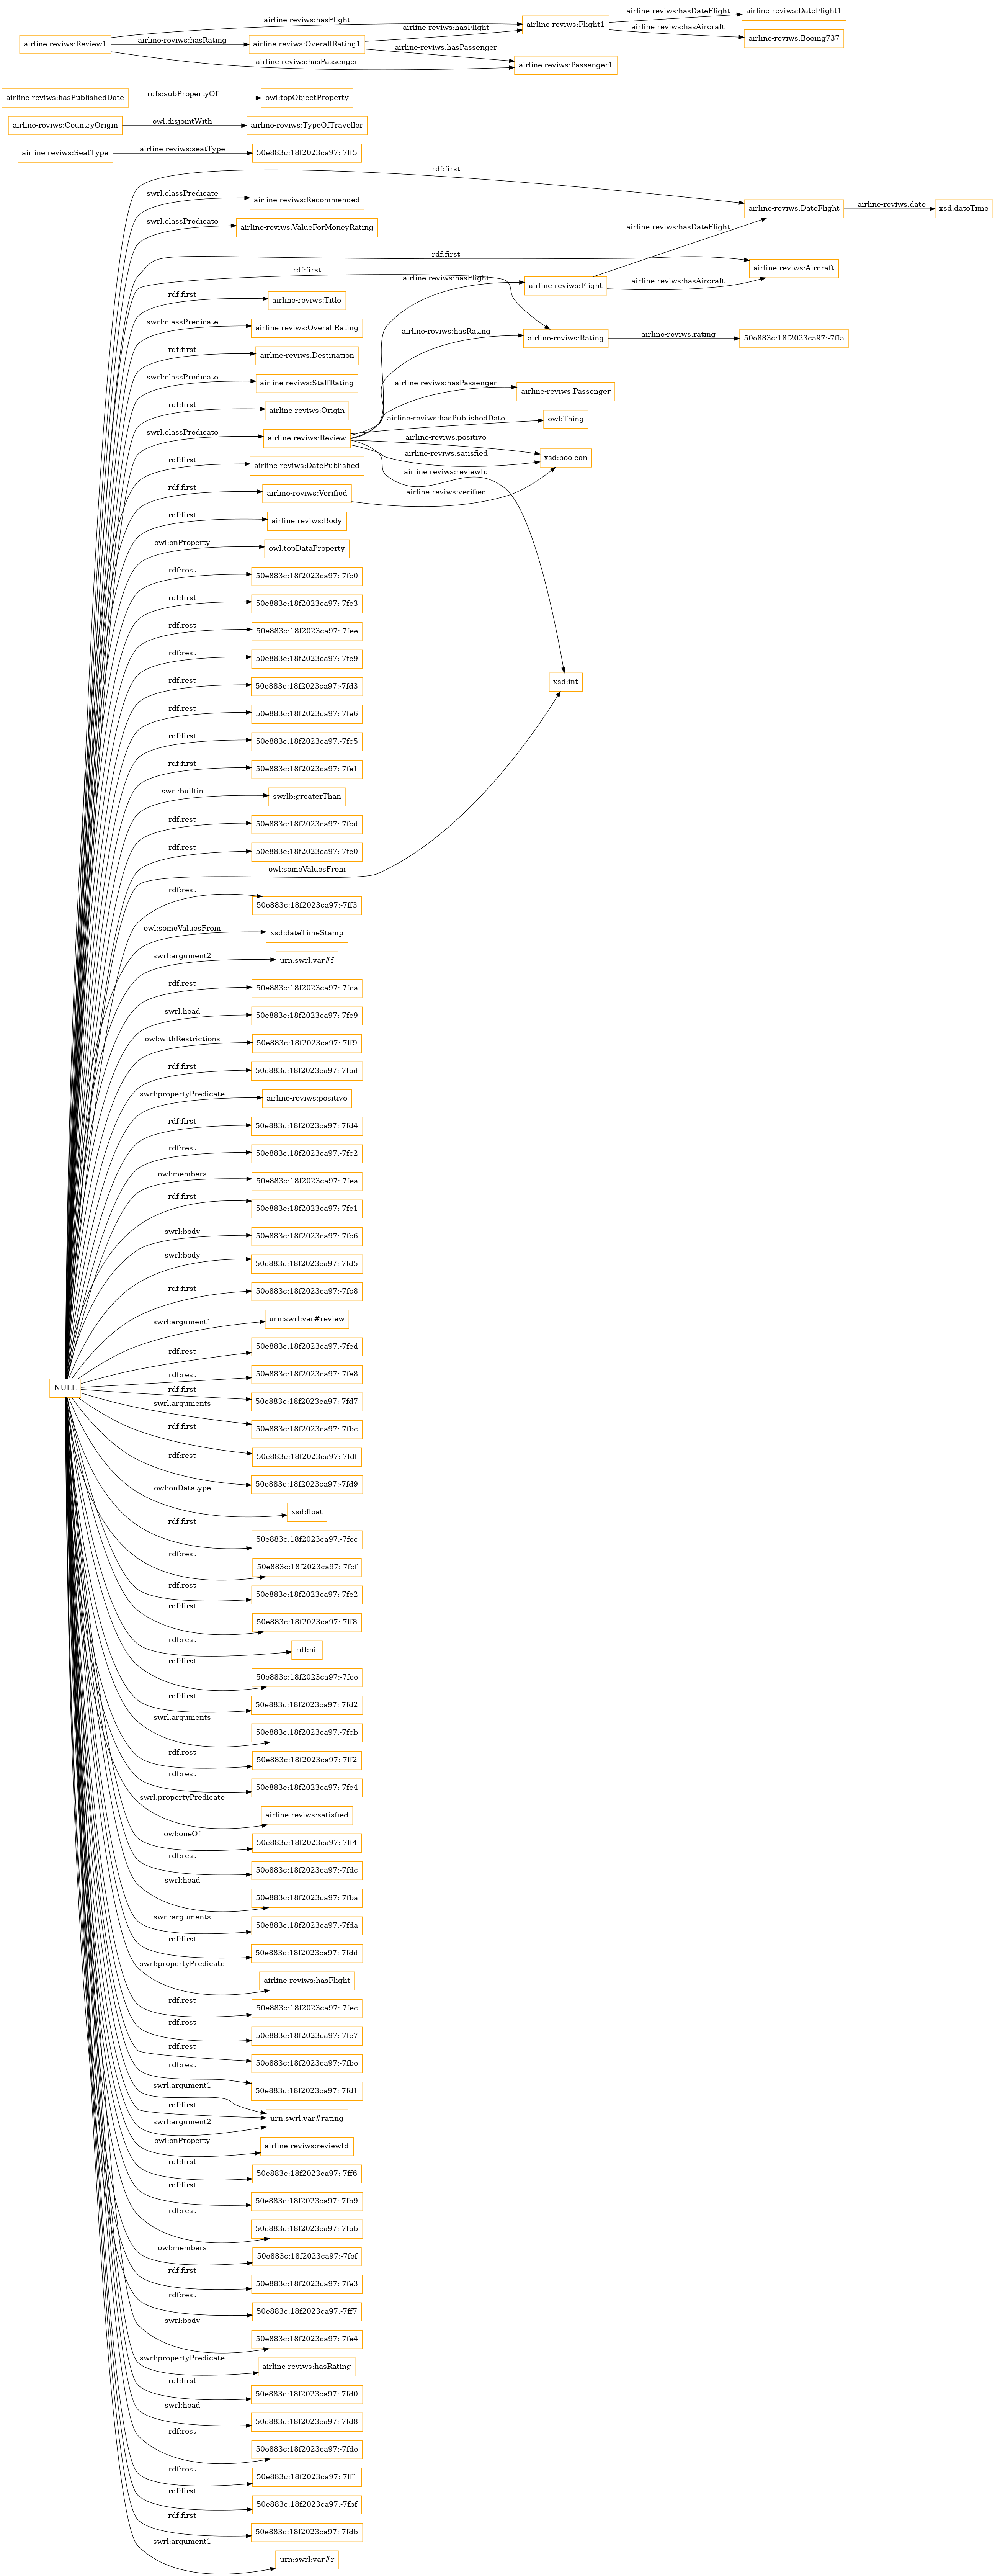 airline-reviws:hasFlight
airline-reviws:hasDateFlight
airline-reviws:DateFlight1
airline-reviws:Flight1
airline-reviws:hasFlight
airline-reviws:hasAircraft
airline-reviws:Boeing737
airline-reviws:Review1
airline-reviws:hasRating
airline-reviws:OverallRating1
airline-reviws:hasPassenger
airline-reviws:hasPassenger
airline-reviws:Passenger1
airline-reviws:hasPublishedDate
rdfs:subPropertyOf
owl:topObjectProperty
airline-reviws:CountryOrigin
owl:disjointWith
airline-reviws:TypeOfTraveller
airline-reviws:SeatType
airline-reviws:seatType
50e883c:18f2023ca97:-7ff5
rdf:first
airline-reviws:DateFlight
airline-reviws:date
xsd:dateTime
swrl:classPredicate
airline-reviws:Recommended
swrl:classPredicate
airline-reviws:ValueForMoneyRating
airline-reviws:hasDateFlight
rdf:first
airline-reviws:Aircraft
rdf:first
airline-reviws:hasFlight
airline-reviws:Flight
airline-reviws:hasAircraft
rdf:first
airline-reviws:Title
swrl:classPredicate
airline-reviws:OverallRating
airline-reviws:hasRating
airline-reviws:Rating
airline-reviws:rating
50e883c:18f2023ca97:-7ffa
rdf:first
airline-reviws:Destination
swrl:classPredicate
airline-reviws:StaffRating
airline-reviws:hasPassenger
airline-reviws:Passenger
rdf:first
airline-reviws:Origin
airline-reviws:hasPublishedDate
owl:Thing
swrl:classPredicate
airline-reviws:Review
airline-reviws:positive
airline-reviws:satisfied
xsd:boolean
rdf:first
airline-reviws:DatePublished
airline-reviws:reviewId
rdf:first
airline-reviws:Verified
airline-reviws:verified
rdf:first
airline-reviws:Body
owl:onProperty
owl:topDataProperty
rdf:rest
50e883c:18f2023ca97:-7fc0
rdf:first
50e883c:18f2023ca97:-7fc3
rdf:rest
50e883c:18f2023ca97:-7fee
rdf:rest
50e883c:18f2023ca97:-7fe9
rdf:rest
50e883c:18f2023ca97:-7fd3
xsd:int
rdf:rest
50e883c:18f2023ca97:-7fe6
rdf:first
50e883c:18f2023ca97:-7fc5
rdf:first
50e883c:18f2023ca97:-7fe1
swrl:builtin
swrlb:greaterThan
rdf:rest
50e883c:18f2023ca97:-7fcd
rdf:rest
50e883c:18f2023ca97:-7fe0
owl:someValuesFrom
rdf:rest
50e883c:18f2023ca97:-7ff3
owl:someValuesFrom
xsd:dateTimeStamp
swrl:argument2
urn:swrl:var#f
rdf:rest
50e883c:18f2023ca97:-7fca
swrl:head
50e883c:18f2023ca97:-7fc9
owl:withRestrictions
50e883c:18f2023ca97:-7ff9
rdf:first
50e883c:18f2023ca97:-7fbd
swrl:propertyPredicate
airline-reviws:positive
rdf:first
50e883c:18f2023ca97:-7fd4
rdf:rest
50e883c:18f2023ca97:-7fc2
owl:members
50e883c:18f2023ca97:-7fea
rdf:first
50e883c:18f2023ca97:-7fc1
swrl:body
50e883c:18f2023ca97:-7fc6
swrl:body
50e883c:18f2023ca97:-7fd5
rdf:first
50e883c:18f2023ca97:-7fc8
swrl:argument1
urn:swrl:var#review
rdf:rest
50e883c:18f2023ca97:-7fed
rdf:rest
50e883c:18f2023ca97:-7fe8
NULL
rdf:first
50e883c:18f2023ca97:-7fd7
swrl:arguments
50e883c:18f2023ca97:-7fbc
rdf:first
50e883c:18f2023ca97:-7fdf
rdf:rest
50e883c:18f2023ca97:-7fd9
owl:onDatatype
xsd:float
rdf:first
50e883c:18f2023ca97:-7fcc
rdf:rest
50e883c:18f2023ca97:-7fcf
rdf:rest
50e883c:18f2023ca97:-7fe2
rdf:first
50e883c:18f2023ca97:-7ff8
rdf:rest
rdf:nil
rdf:first
50e883c:18f2023ca97:-7fce
rdf:first
50e883c:18f2023ca97:-7fd2
swrl:arguments
50e883c:18f2023ca97:-7fcb
rdf:rest
50e883c:18f2023ca97:-7ff2
rdf:rest
50e883c:18f2023ca97:-7fc4
swrl:propertyPredicate
airline-reviws:satisfied
owl:oneOf
50e883c:18f2023ca97:-7ff4
rdf:rest
50e883c:18f2023ca97:-7fdc
swrl:head
50e883c:18f2023ca97:-7fba
swrl:arguments
50e883c:18f2023ca97:-7fda
rdf:first
50e883c:18f2023ca97:-7fdd
swrl:propertyPredicate
airline-reviws:hasFlight
rdf:rest
50e883c:18f2023ca97:-7fec
rdf:rest
50e883c:18f2023ca97:-7fe7
rdf:rest
50e883c:18f2023ca97:-7fbe
rdf:rest
50e883c:18f2023ca97:-7fd1
swrl:argument1
rdf:first
urn:swrl:var#rating
swrl:argument2
owl:onProperty
airline-reviws:reviewId
rdf:first
50e883c:18f2023ca97:-7ff6
rdf:first
50e883c:18f2023ca97:-7fb9
rdf:rest
50e883c:18f2023ca97:-7fbb
owl:members
50e883c:18f2023ca97:-7fef
rdf:first
50e883c:18f2023ca97:-7fe3
rdf:rest
50e883c:18f2023ca97:-7ff7
swrl:body
50e883c:18f2023ca97:-7fe4
swrl:propertyPredicate
airline-reviws:hasRating
rdf:first
50e883c:18f2023ca97:-7fd0
swrl:head
50e883c:18f2023ca97:-7fd8
rdf:rest
50e883c:18f2023ca97:-7fde
rdf:rest
50e883c:18f2023ca97:-7ff1
rdf:first
50e883c:18f2023ca97:-7fbf
rdf:first
50e883c:18f2023ca97:-7fdb
swrl:argument1
urn:swrl:var#r